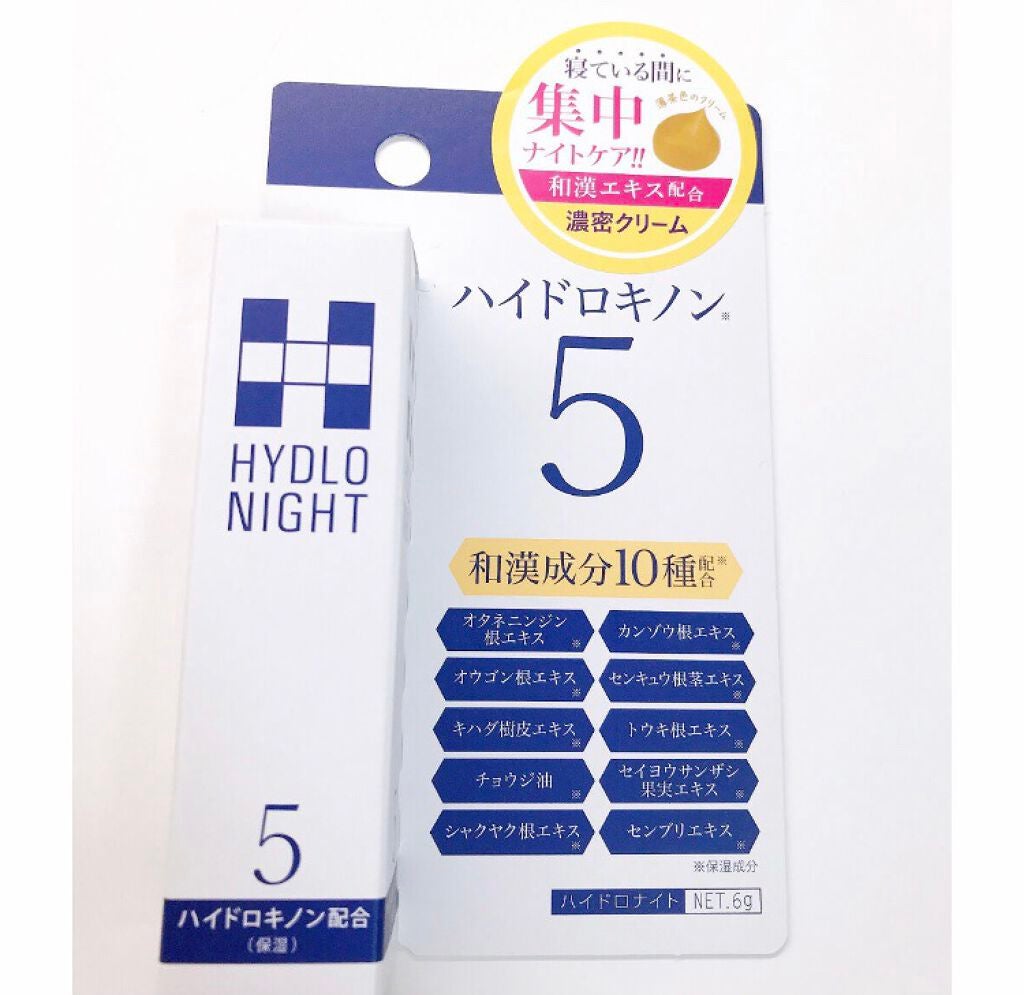 寝ている間に
集中
ナイトケア!!
薄茶色のクリーム
和漢エキス配合
濃密クリーム
ハイドロキノン※
5
和漢成分10種配合※
オタネニンジン
根エキス※
カンゾウ根エキス※
オウゴン根エキス※
センキュウ根茎エキス※
キハダ樹皮エキス※
トウキ根エキス※
チョウジ油※
セイヨウサンザシ
果実エキス※
シャクヤク根エキス※
センブリエキス※
※保湿成分
ハイドロナイト NET.6g
H
HYDLO
NIGHT
5
ハイドロキノン配合
(保湿)